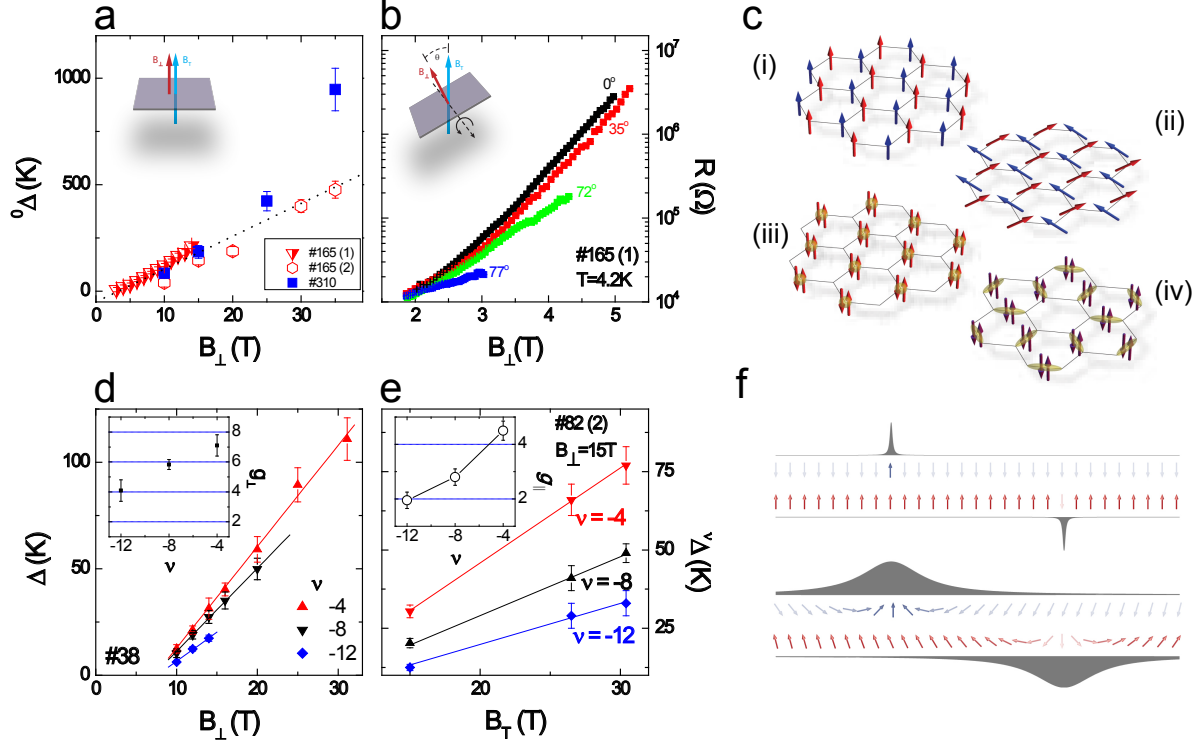 a
B⊥ BT
1000
500
0
⁰Δ (K)
#165 (1)
#165 (2)
#310
0 10 20 30
B⊥ (T)
b
θ
B⊥ BT
0°
35°
72°
77°
#165 (1)
T=4.2K
10⁷
10⁶
10⁵
10⁴
R (Ω)
2 3 4 5
B⊥ (T)
c
(i)
(ii)
(iii)
(iv)
d
8
6
4
2
g⊥
-12 -8 -4
ν
100
50
0
Δ (K)
ν
-4
-8
-12
#38
0 10 20 30
B⊥ (T)
e
#82 (2)
B⊥=15T
4
2
g=
-12 -8 -4
ν
ν = -4
ν = -8
ν = -12
75
50
25
νΔ (K)
20 30
BT (T)
f